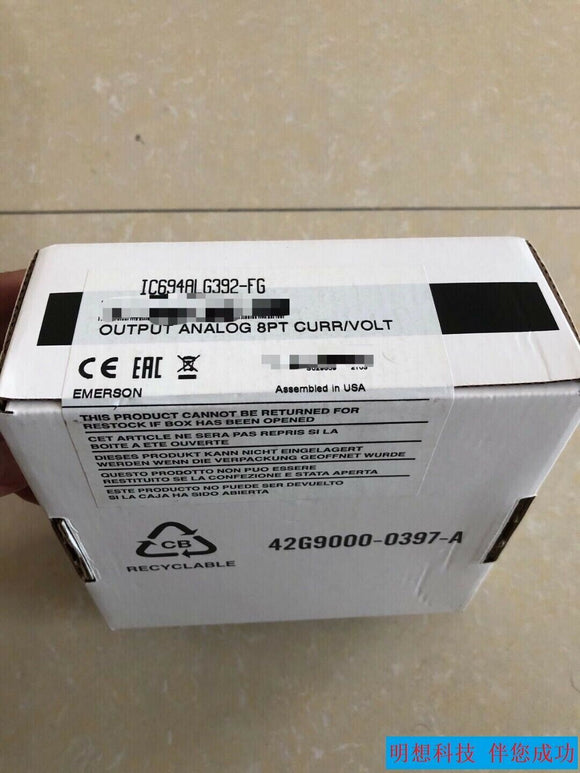 IC694ALG392-FG
OUTPUT ANALOG 8PT CURR/VOLT
CE EAC
EMERSON
Assembled in USA
THIS PRODUCT CANNOT BE RETURNED FOR
RESTOCK IF BOX HAS BEEN OPENED
CET ARTICLE NE SERA PAS REPRIS SI LA
BOITE A ETE OUVERTE
DIESES PRODUKT KANN NICHT EINGELAGERT
WERDEN WENN DIE VERPACKUNG GEOFFNET WURDE
QUESTO PRODOTTO NON PUO ESSERE
RESTITUITO SE LA CONFEZIONE E STATA APERTA
ESTE PRODUCTO NO PUEDE SER DEVUELTO
SI LA CAJA HA SIDO ABIERTA
CB
RECYCLABLE
42G9000-0397-A
明想科技 伴您成功